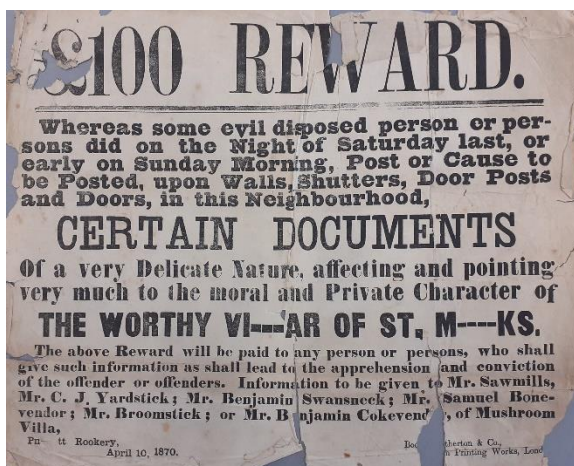 £100 REWARD.
Whereas some evil disposed person or per-
sons did on the Night of Saturday last, or
early on Sunday Morning, Post or Cause to
be Posted, upon Walls, Shutters, Door Posts
and Doors, in this Neighbourhood,
CERTAIN DOCUMENTS
Of a very Delicate Nature, affecting and pointing
very much to the moral and Private Character of
THE WORTHY VI---AR OF ST. M----KS.
The above Reward will be paid to any person or persons, who shall
give such information as shall lead to the apprehension and conviction
of the offender or offenders. Information to be given to Mr. Sawmills,
Mr. C. J. Yardstick; Mr. Benjamin Swansneck; Mr. Samuel Bone-
vendor; Mr. Broomstick; or Mr. B njamin Cokevend , of Mushroom
Villa,
Rookery,
April 10, 1870.
& Co.,
Printing Works,